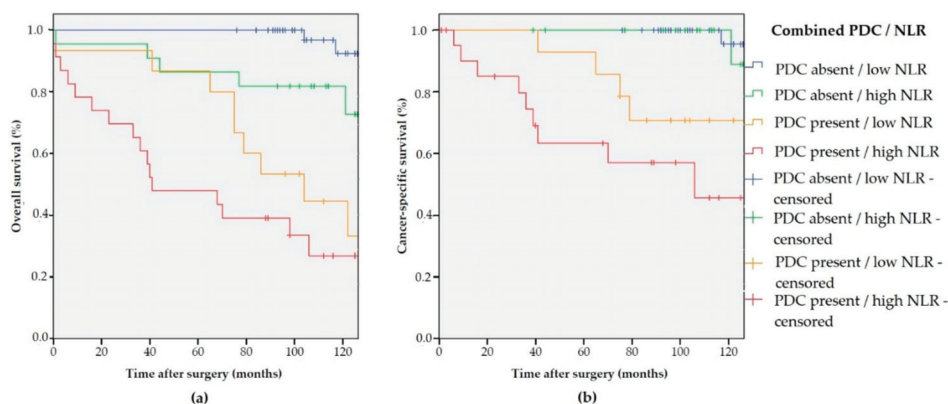 Overall survival (%)
1.0
0.8
0.6
0.4
0.2
0.0
0 20 40 60 80 100 120
Time after surgery (months)
(a)
Cancer-specific survival (%)
1.0
0.8
0.6
0.4
0.2
0.0
0 20 40 60 80 100 120
Time after surgery (months)
(b)
Combined PDC / NLR
PDC absent / low NLR
PDC absent / high NLR
PDC present / low NLR
PDC present / high NLR
PDC absent / low NLR -
censored
PDC absent / high NLR -
censored
PDC present / low NLR -
censored
PDC present / high NLR -
censored